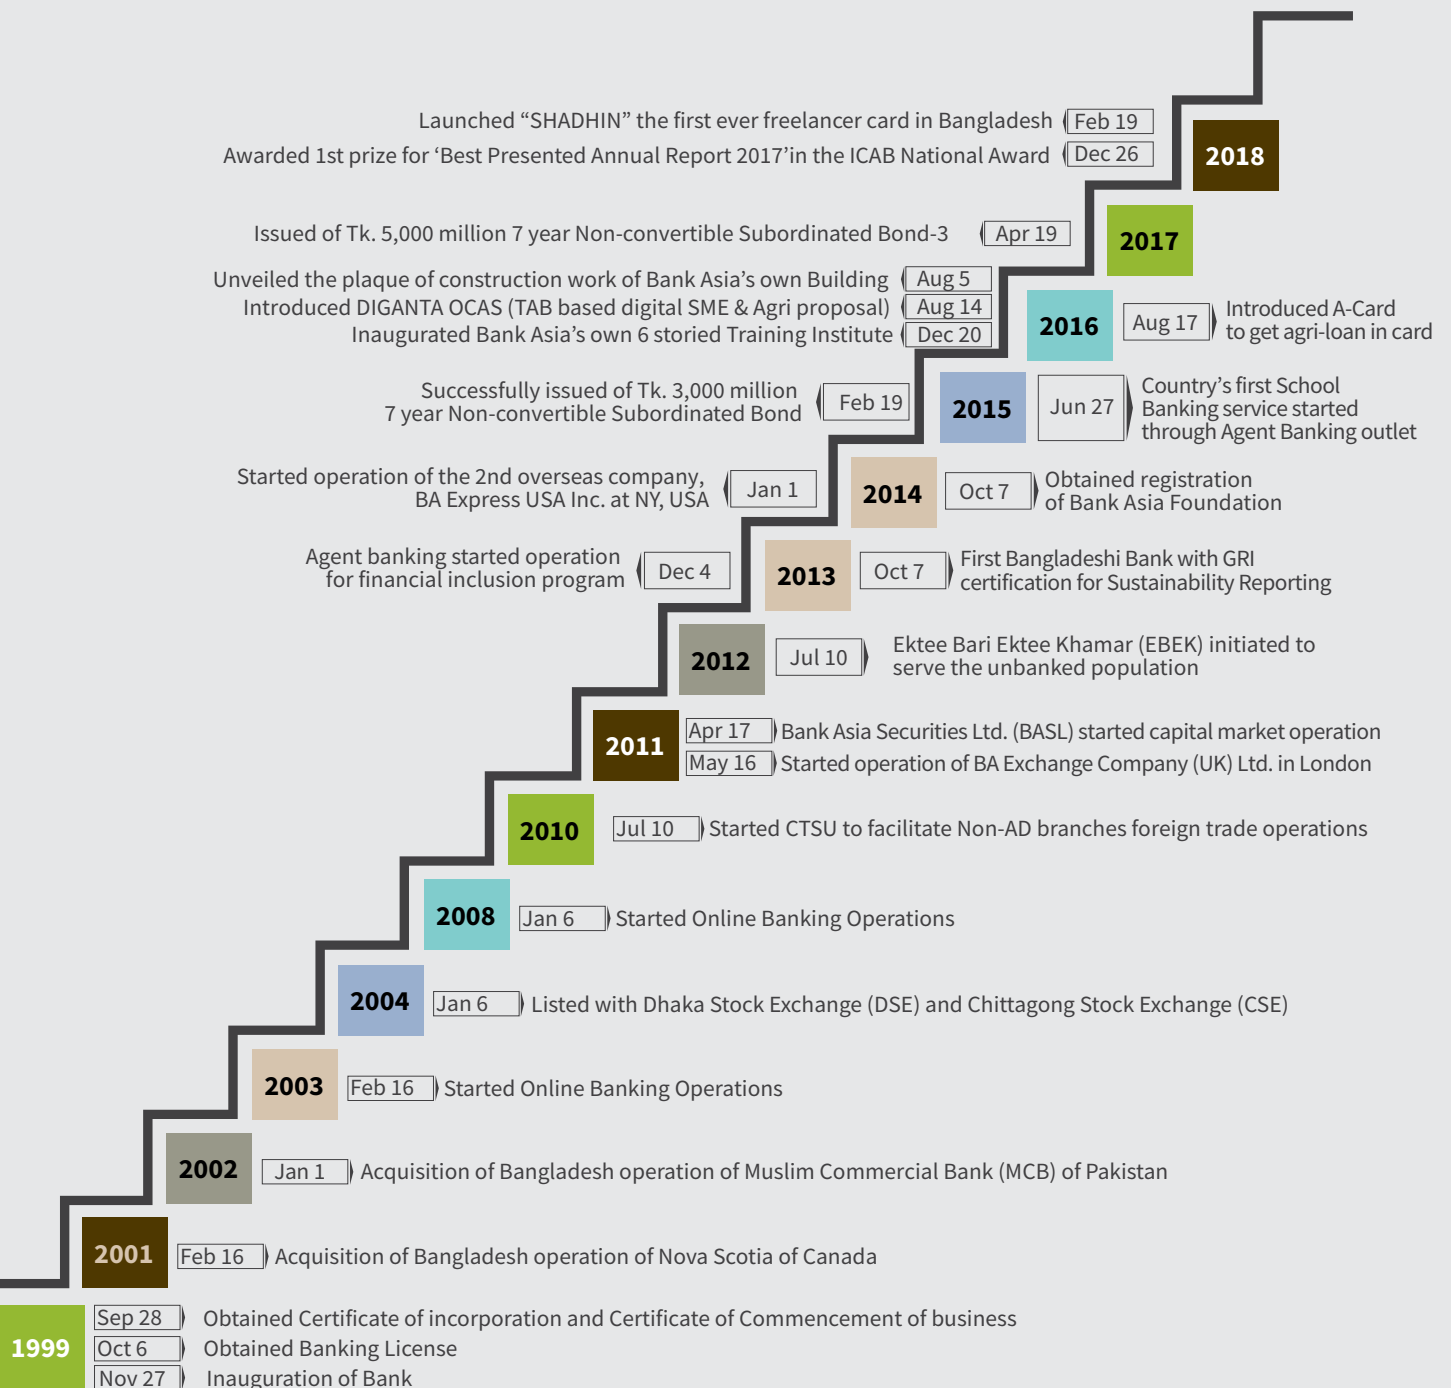 Launched “SHADHIN” the first ever freelancer card in Bangladesh Feb 19
Awarded 1st prize for ‘Best Presented Annual Report 2017’in the ICAB National Award Dec 26
2018
Issued of Tk. 5,000 million 7 year Non-convertible Subordinated Bond-3 Apr 19
2017
Unveiled the plaque of construction work of Bank Asia’s own Building Aug 5
Introduced DIGANTA OCAS (TAB based digital SME & Agri proposal) Aug 14
Inaugurated Bank Asia’s own 6 storied Training Institute Dec 20
2016
Aug 17
Introduced A-Card
to get agri-loan in card
Successfully issued of Tk. 3,000 million
7 year Non-convertible Subordinated Bond
Feb 19
2015
Jun 27
Country’s first School
Banking service started
through Agent Banking outlet
Started operation of the 2nd overseas company,
BA Express USA Inc. at NY, USA
Jan 1
2014
Oct 7
Obtained registration
of Bank Asia Foundation
Agent banking started operation
for financial inclusion program
Dec 4
2013
Oct 7
First Bangladeshi Bank with GRI
certification for Sustainability Reporting
2012
Jul 10
Ektee Bari Ektee Khamar (EBEK) initiated to
serve the unbanked population
2011
Apr 17 Bank Asia Securities Ltd. (BASL) started capital market operation
May 16 Started operation of BA Exchange Company (UK) Ltd. in London
2010 Jul 10 Started CTSU to facilitate Non-AD branches foreign trade operations
2008 Jan 6 Started Online Banking Operations
2004 Jan 6 Listed with Dhaka Stock Exchange (DSE) and Chittagong Stock Exchange (CSE)
2003 Feb 16 Started Online Banking Operations
2002 Jan 1 Acquisition of Bangladesh operation of Muslim Commercial Bank (MCB) of Pakistan
2001 Feb 16 Acquisition of Bangladesh operation of Nova Scotia of Canada
1999
Sep 28 Obtained Certificate of incorporation and Certificate of Commencement of business
Oct 6 Obtained Banking License
Nov 27 Inauguration of Bank